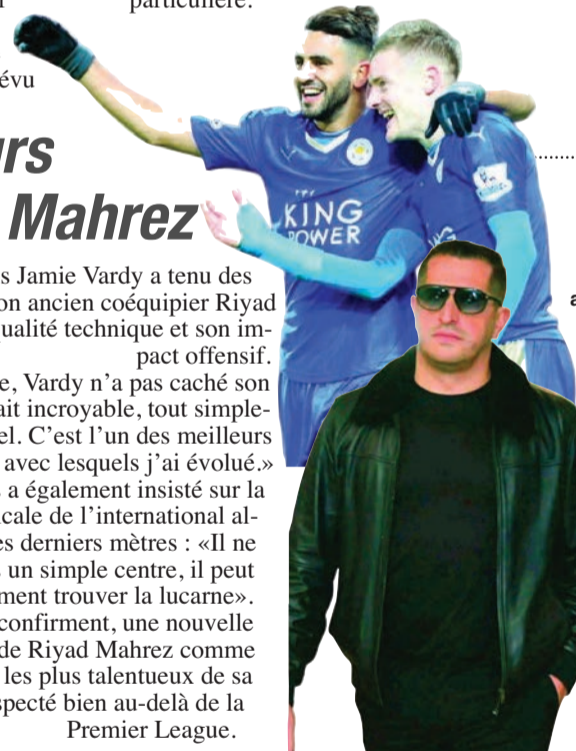 particulière.
évu
urs
Mahrez
s Jamie Vardy a tenu des
on ancien coéquipier Riyad
ualité technique et son im-
pact offensif.
e, Vardy n'a pas caché son
ait incroyable, tout simple-
el. C'est l'un des meilleurs
avec lesquels j'ai évolué.»
a également insisté sur la
icale de l'international al-
es derniers mètres : «Il ne
un simple centre, il peut
ment trouver la lucarne».
confirment, une nouvelle
de Riyad Mahrez comme
les plus talentueux de sa
specté bien au-delà de la
Premier League.
KING
POWER